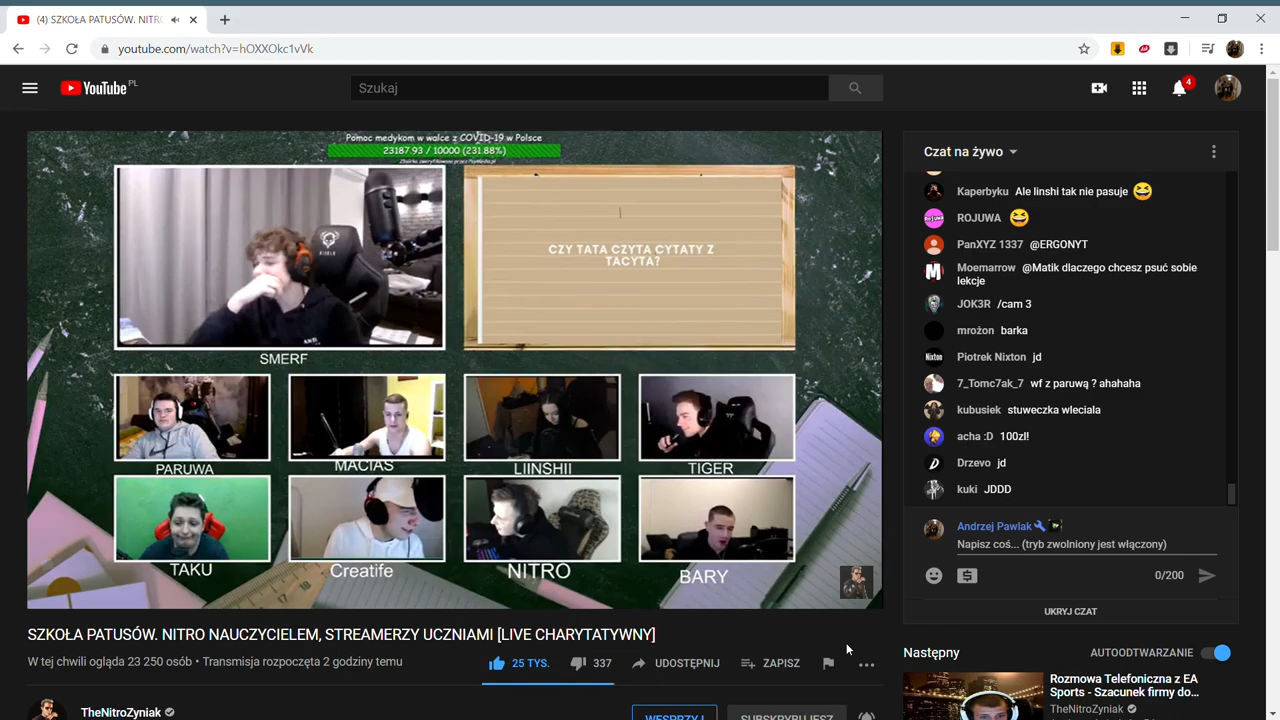 (4) SZKOŁA PATUSÓW. NITRO
youtube.com/watch?v=hOXXOkc1vVk
YouTube PL
Szukaj
4
Pomoc medykom w walce z COVID-19 w Polsce
23187.93 / 10000 (231.88%)
CZY TATA CZYTA CYTATY Z
TACYTA?
SMERF
PARUWA
MACIAS
LIINSHII
TIGER
TAKU
Creatife
NITRO
BARY
SZKOŁA PATUSÓW. NITRO NAUCZYCIELEM, STREAMERZY UCZNIAMI [LIVE CHARYTATYWNY]
W tej chwili ogląda 23 250 osób • Transmisja rozpoczęta 2 godziny temu
25 TYS.
337
UDOSTĘPNIJ
ZAPISZ
TheNitroZyniak
WESPRZYJ
SUBSKRYBUJESZ
Czat na żywo
Kaperbyku Ale linshi tak nie pasuje
ROJUWA
PanXYZ 1337 @ERGONYT
Moemarrow @Matik dlaczego chcesz psuć sobie
lekcje
JOK3R /cam 3
mrożon barka
Piotrek Nixton jd
7_Tomc7ak_7 wf z paruwą ? ahahaha
kubusiek stuweczka wleciala
acha :D 100zl!
Drzevo jd
kuki JDDD
Andrzej Pawlak
Napisz coś... (tryb zwolniony jest włączony)
0/200
UKRYJ CZAT
Następny
AUTOODTWARZANIE
Rozmowa Telefoniczna z EA
Sports - Szacunek firmy do...
TheNitroZyniak